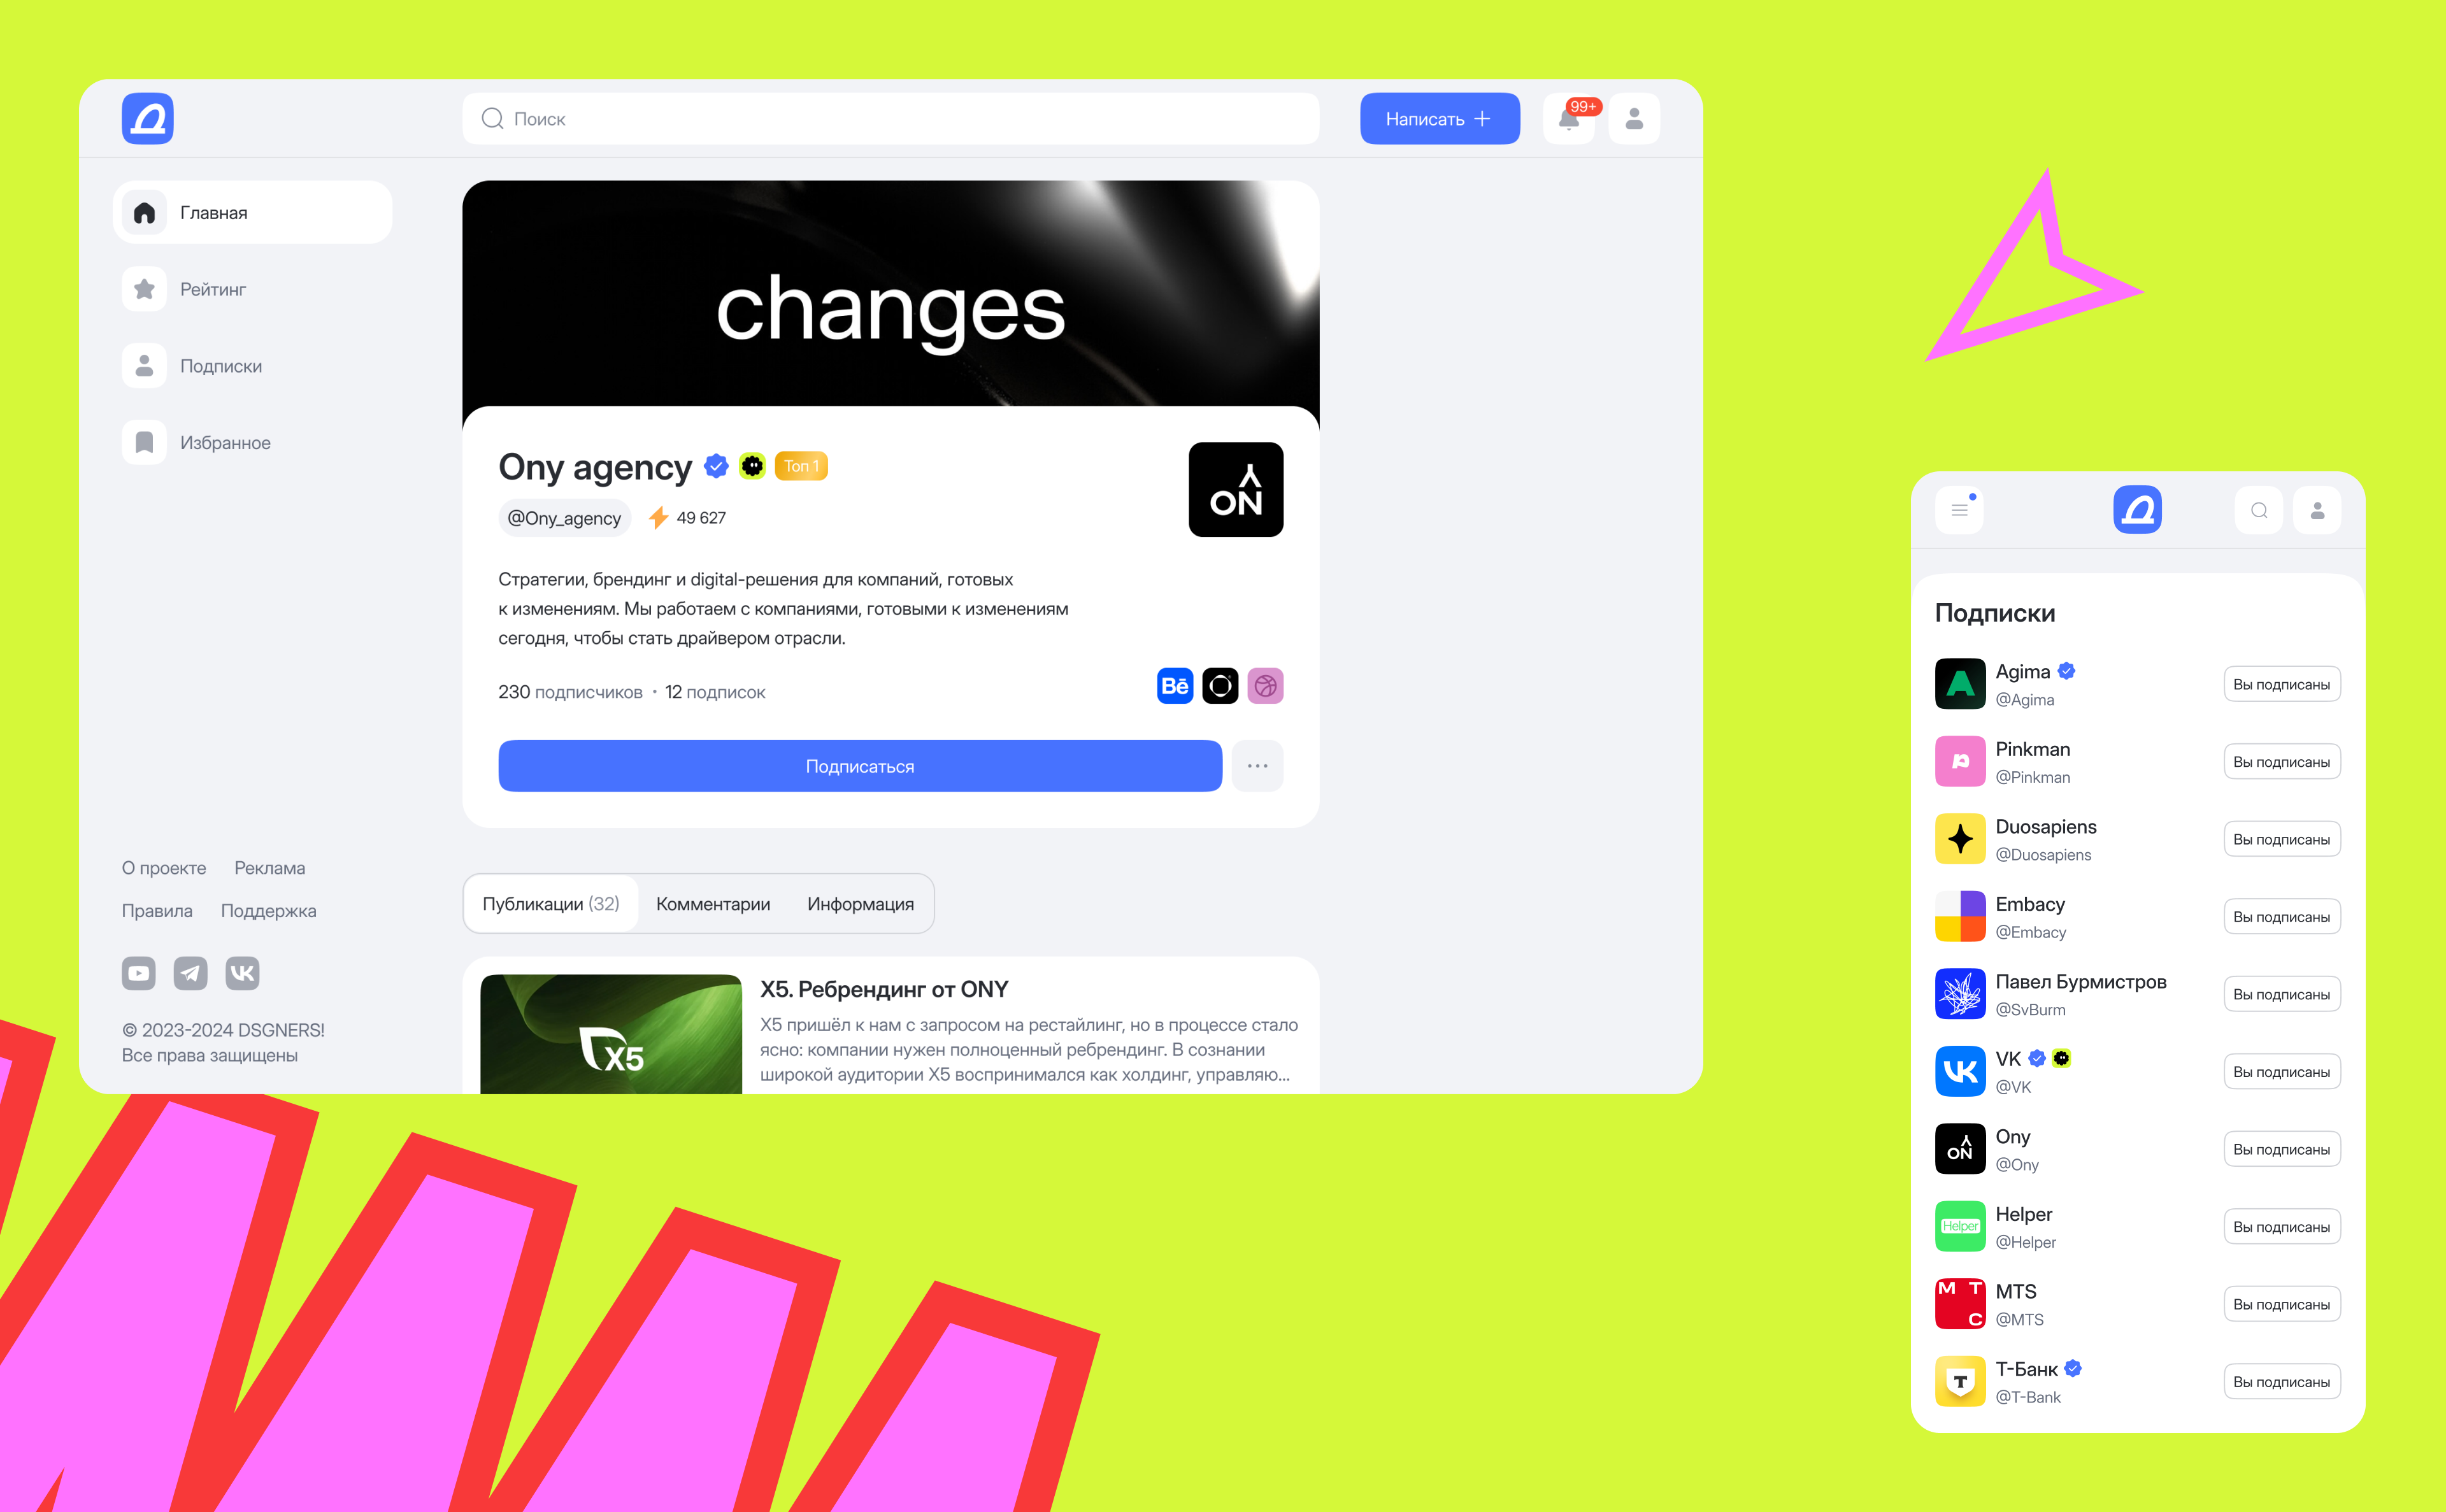 Поиск
Написать
99+
Главная
Рейтинг
Подписки
Избранное
changes
Ony agency
Топ 1
@Ony_agency
49 627
ON
Y
Стратегии, брендинг и digital-решения для компаний, готовых
к изменениям. Мы работаем с компаниями, готовыми к изменениям
сегодня, чтобы стать драйвером отрасли.
230 подписчиков · 12 подписок
Bē
Подписаться
Публикации (32)
Комментарии
Информация
X5
X5. Ребрендинг от ONY
X5 пришёл к нам с запросом на рестайлинг, но в процессе стало
ясно: компании нужен полноценный ребрендинг. В сознании
широкой аудитории X5 воспринимался как холдинг, управляю...
О проекте
Реклама
Правила
Поддержка
VK
© 2023-2024 DSGNERS!
Все права защищены
Подписки
A
Agima
@Agima
Вы подписаны
Pinkman
@Pinkman
Вы подписаны
Duosapiens
@Duosapiens
Вы подписаны
Embacy
@Embacy
Вы подписаны
Павел Бурмистров
@SvBurm
Вы подписаны
VK
VK
@VK
Вы подписаны
Y
ON
Ony
@Ony
Вы подписаны
Helper
Helper
@Helper
Вы подписаны
М Т
С
MTS
@MTS
Вы подписаны
Т
Т-Банк
@T-Bank
Вы подписаны